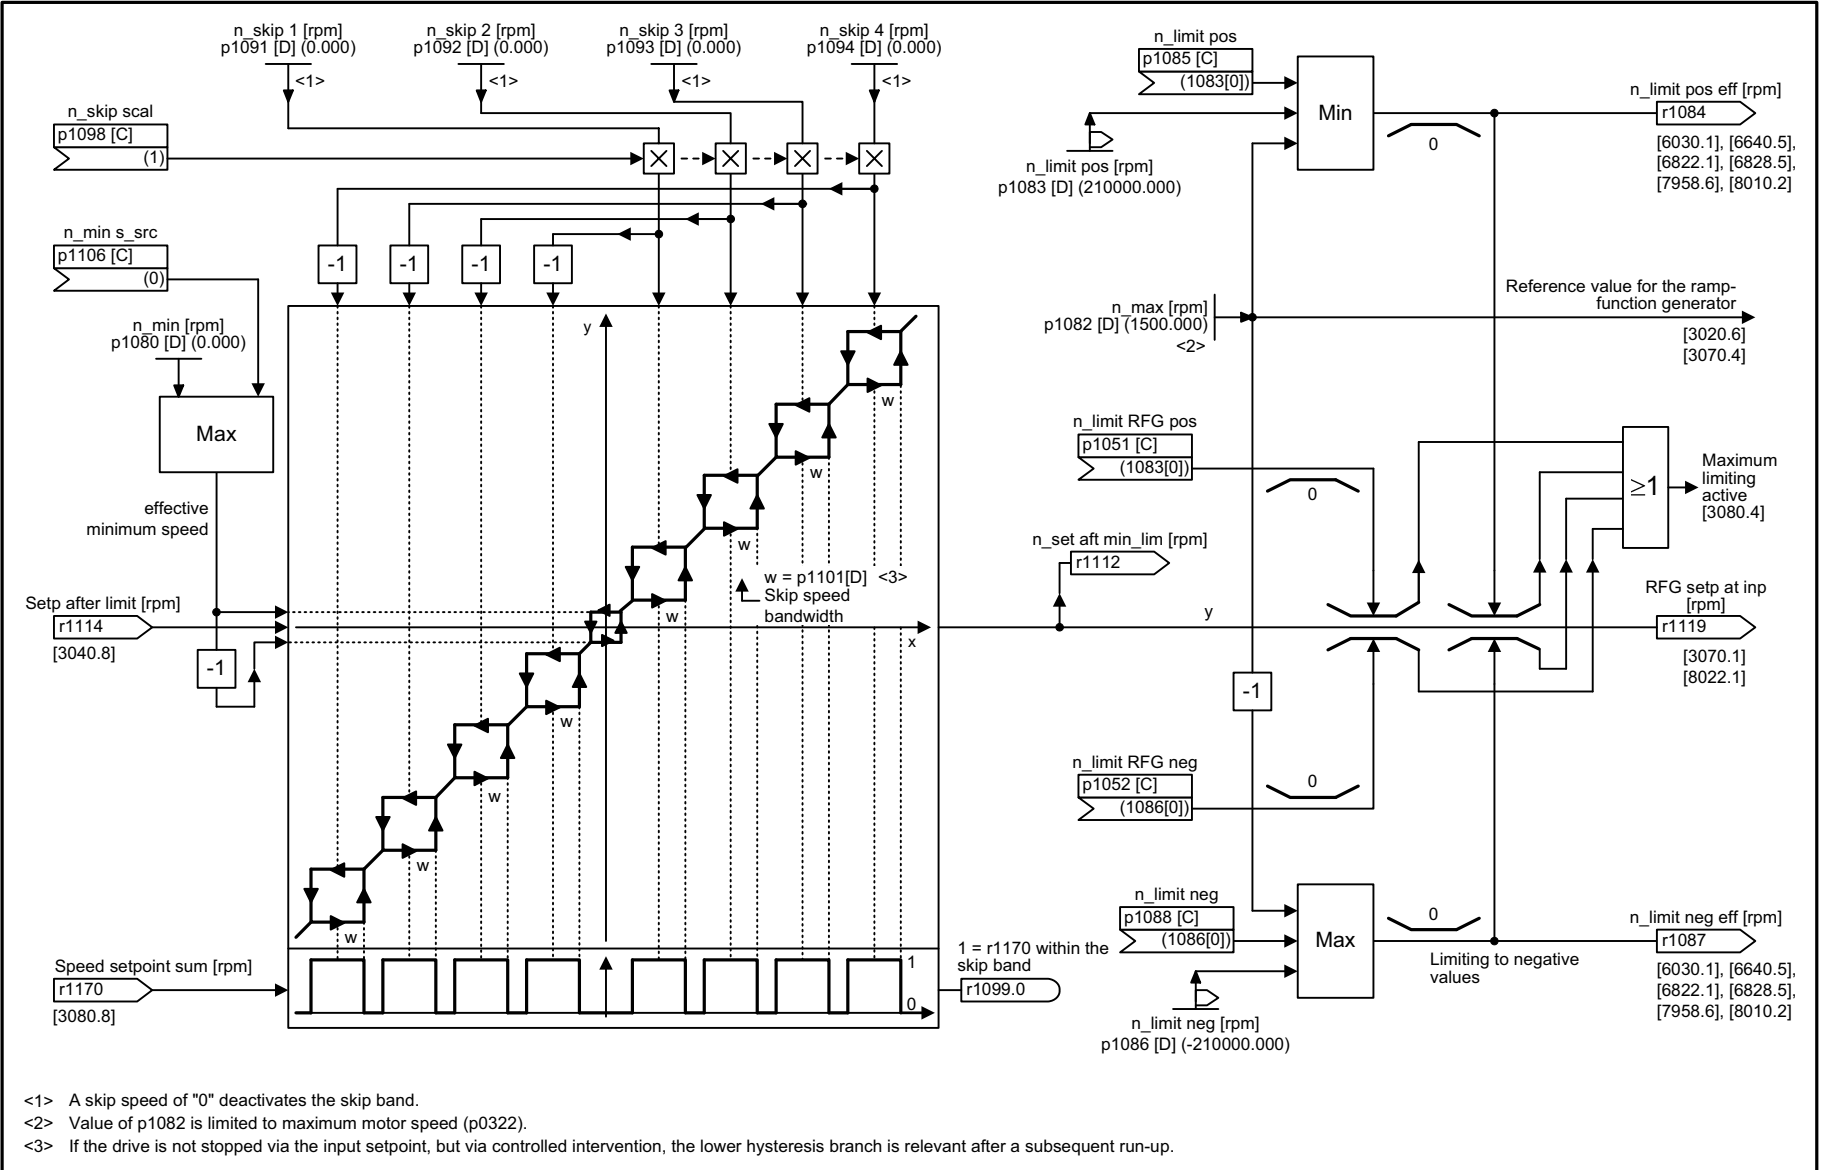 n_skip 1 [rpm]
p1091 [D] (0.000)
<1>
n_skip 2 [rpm]
p1092 [D] (0.000)
<1>
n_skip 3 [rpm]
p1093 [D] (0.000)
<1>
n_skip 4 [rpm]
p1094 [D] (0.000)
<1>
n_skip scal
p1098 [C]
(1)
n_min s_src
p1106 [C]
(0)
n_min [rpm]
p1080 [D] (0.000)
Max
effective
minimum speed
Setp after limit [rpm]
r1114
[3040.8]
-1
-1
-1
-1
-1
y
x
w
w
w
w
w
w
w
w
w = p1101[D] <3>
Skip speed
bandwidth
Speed setpoint sum [rpm]
r1170
[3080.8]
1
0
1 = r1170 within the
skip band
r1099.0
n_limit pos
p1085 [C]
(1083[0])
n_limit pos [rpm]
p1083 [D] (210000.000)
Min
0
n_limit pos eff [rpm]
r1084
[6030.1], [6640.5],
[6822.1], [6828.5],
[7958.6], [8010.2]
n_max [rpm]
p1082 [D] (1500.000)
<2>
Reference value for the ramp-
function generator
[3020.6]
[3070.4]
n_limit RFG pos
p1051 [C]
(1083[0])
0
≥1
Maximum
limiting
active
[3080.4]
n_set aft min_lim [rpm]
r1112
y
RFG setp at inp
[rpm]
r1119
[3070.1]
[8022.1]
-1
n_limit RFG neg
p1052 [C]
(1086[0])
0
n_limit neg
p1088 [C]
(1086[0])
n_limit neg [rpm]
p1086 [D] (-210000.000)
Max
0
Limiting to negative
values
n_limit neg eff [rpm]
r1087
[6030.1], [6640.5],
[6822.1], [6828.5],
[7958.6], [8010.2]
<1> A skip speed of "0" deactivates the skip band.
<2> Value of p1082 is limited to maximum motor speed (p0322).
<3> If the drive is not stopped via the input setpoint, but via controlled intervention, the lower hysteresis branch is relevant after a subsequent run-up.